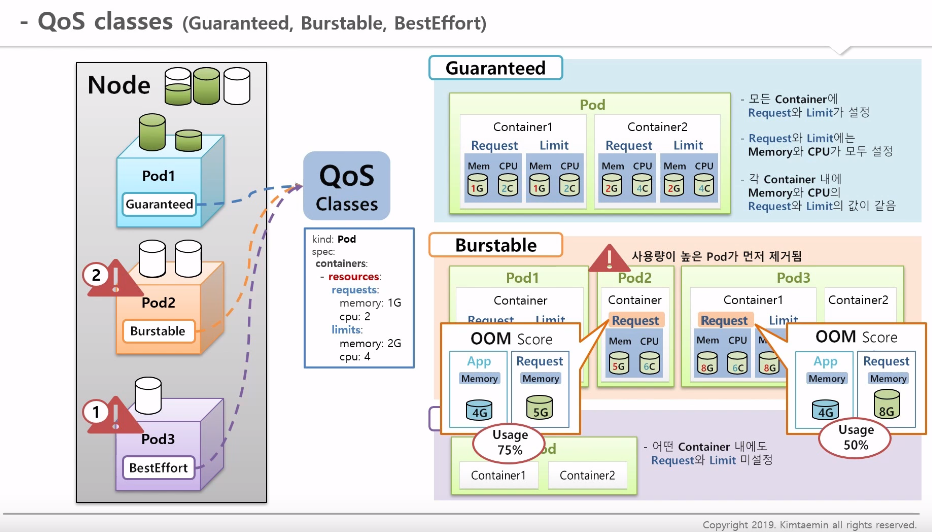 - QoS classes (Guaranteed, Burstable, BestEffort)
Node
Pod1
Guaranteed
2
Pod2
Burstable
1
Pod3
BestEffort
QoS
Classes
kind: Pod
spec:
containers:
- resources:
requests:
memory: 1G
cpu: 2
limits:
memory: 2G
cpu: 4
Guaranteed
Pod
Container1
Request Limit
Mem CPU Mem CPU
1G 2C 1G 2C
Container2
Request Limit
Mem CPU Mem CPU
2G 4C 2G 4C
- 모든 Container에
Request와 Limit가 설정
- Request와 Limit에는
Memory와 CPU가 모두 설정
- 각 Container 내에
Memory와 CPU의
Request와 Limit의 값이 같음
Burstable
사용량이 높은 Pod가 먼저 제거됨
Pod1
Container
Request Limit
Pod2
Container
Request
Mem CPU
5G 6C
Pod3
Container1
Request Limit
Mem CPU
8G 6C 8G
Container2
OOM Score
App Request
Memory Memory
4G 5G
Usage
75%
OOM Score
App Request
Memory Memory
4G 8G
Usage
50%
Container1 Container2
- 어떤 Container 내에도
Request와 Limit 미설정
Copyright 2019. Kimtaemin all rights reserved.